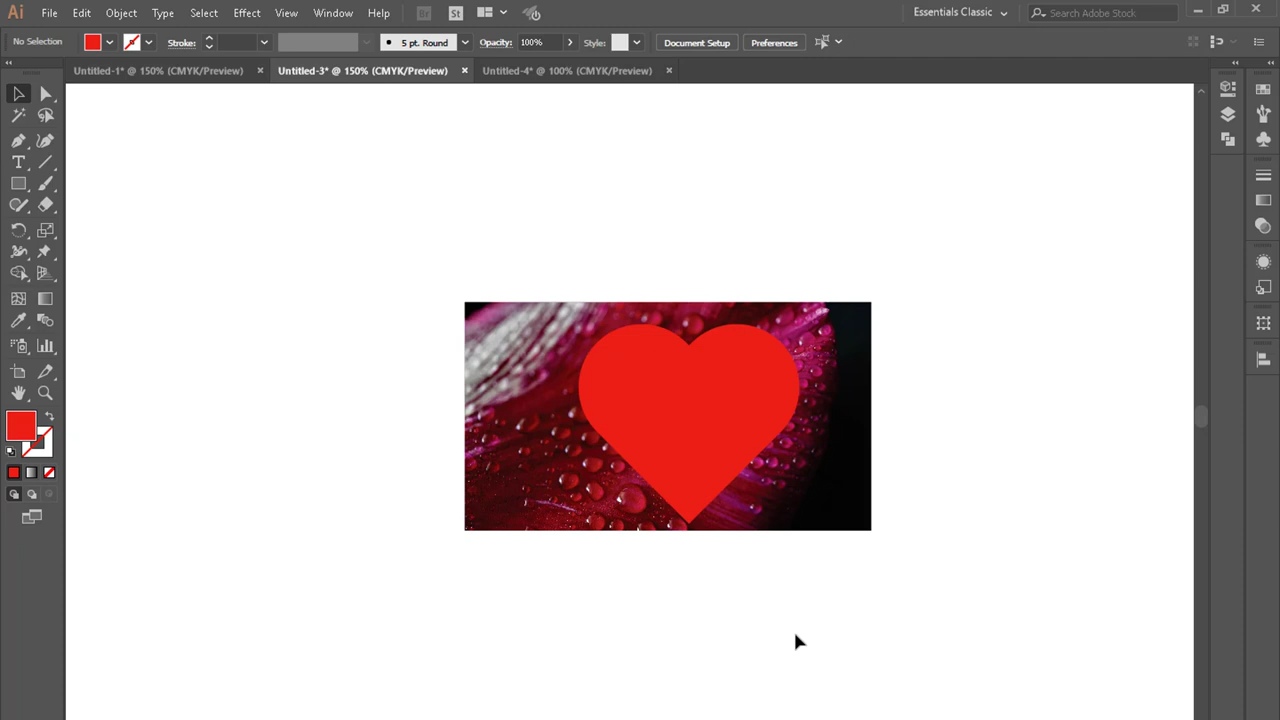 Ai File Edit Object Type Select Effect View Window Help Br St Essentials Classic Search Adobe Stock
No Selection Stroke: 5 pt. Round Opacity: 100% Style: Document Setup Preferences
Untitled-1* @ 150% (CMYK/Preview) Untitled-3* @ 150% (CMYK/Preview) Untitled-4* @ 100% (CMYK/Preview)
T